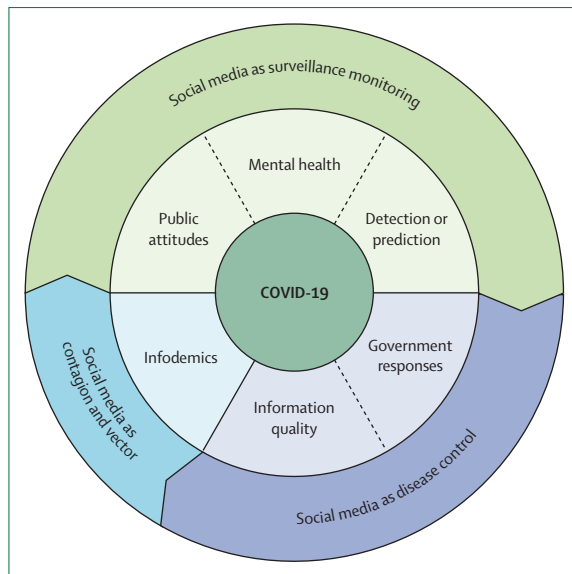 Social media as surveillance monitoring
Mental health
Public
attitudes
Detection or
prediction
COVID-19
Infodemics
Government
responses
Information
quality
Social media as
contagion and vector
Social media as disease control